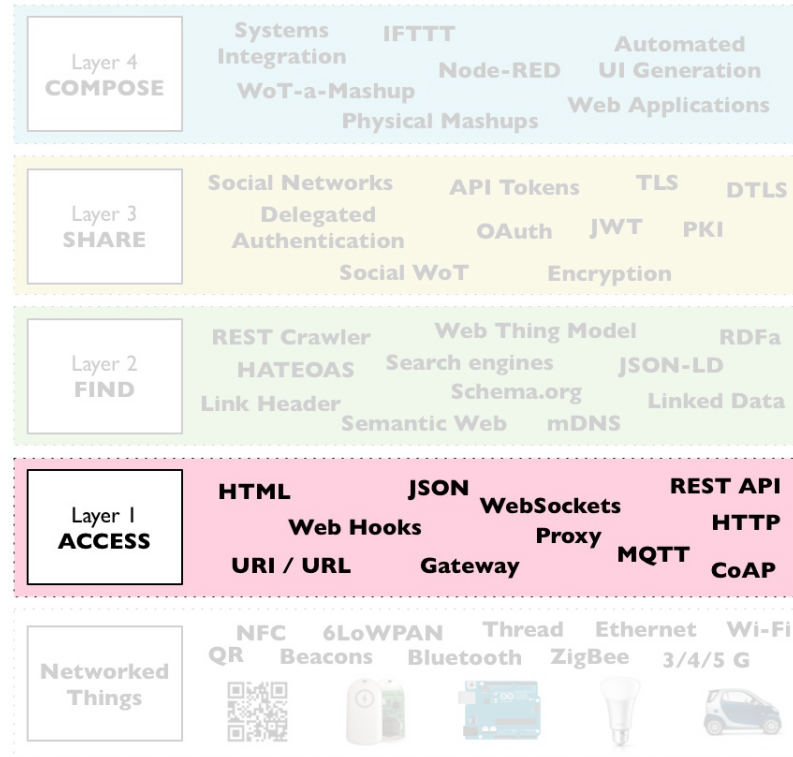 Layer 4
COMPOSE
Systems
Integration
IFTTT
Automated
UI Generation
Node-RED
WoT-a-Mashup
Web Applications
Physical Mashups
Layer 3
SHARE
Social Networks
API Tokens
TLS
DTLS
Delegated
Authentication
OAuth
JWT
PKI
Social WoT
Encryption
Layer 2
FIND
REST Crawler
Web Thing Model
RDFa
HATEOAS
Search engines
JSON-LD
Schema.org
Link Header
Linked Data
Semantic Web
mDNS
Layer 1
ACCESS
HTML
JSON
REST API
WebSockets
Web Hooks
HTTP
Proxy
MQTT
URI / URL
Gateway
CoAP
Networked
Things
NFC
6LoWPAN
Thread
Ethernet
Wi-Fi
QR
Beacons
Bluetooth
ZigBee
3/4/5 G